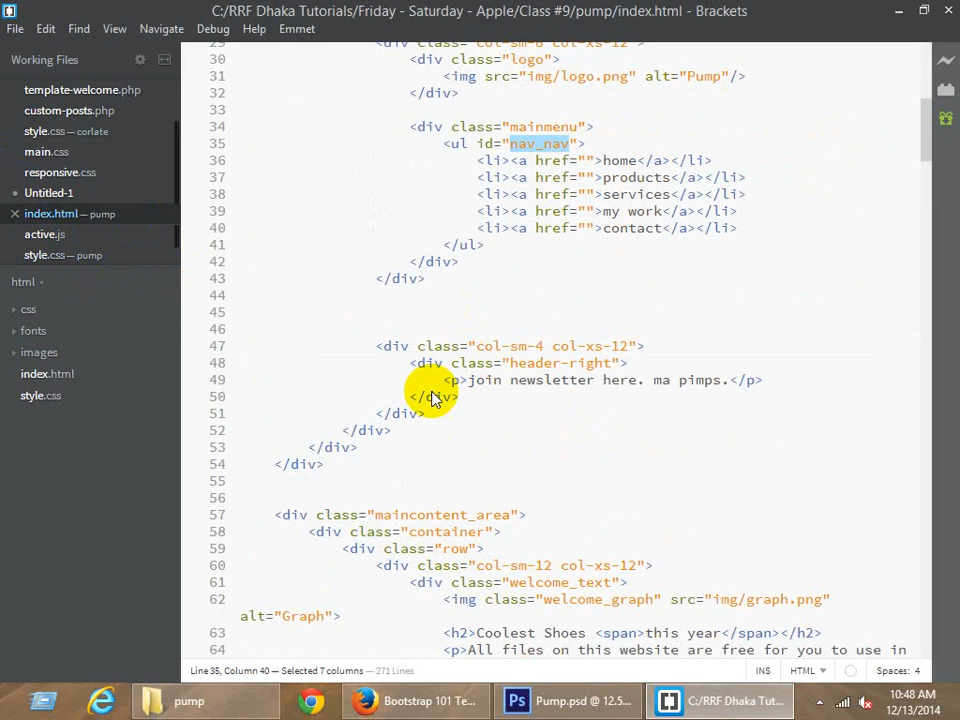 C:/RRF Dhaka Tutorials/Friday - Saturday - Apple/Class #9/pump/index.html - Brackets
File Edit Find View Navigate Debug Help Emmet
Working Files
template-welcome.php
custom-posts.php
style.css — corlate
main.css
responsive.css
Untitled-1
index.html — pump
active.js
style.css — pump
html
css
fonts
images
index.html
style.css
29 <div class="col-sm-8 col-xs-12">
30 <div class="logo">
31 <img src="img/logo.png" alt="Pump"/>
32 </div>
33
34 <div class="mainmenu">
35 <ul id="nav_nav">
36 <li><a href="">home</a></li>
37 <li><a href="">products</a></li>
38 <li><a href="">services</a></li>
39 <li><a href="">my work</a></li>
40 <li><a href="">contact</a></li>
41 </ul>
42 </div>
43 </div>
44
45
46
47 <div class="col-sm-4 col-xs-12">
48 <div class="header-right">
49 <p>join newsletter here. ma pimps.</p>
50 </div>
51 </div>
52 </div>
53 </div>
54 </div>
55
56
57 <div class="maincontent_area">
58 <div class="container">
59 <div class="row">
60 <div class="col-sm-12 col-xs-12">
61 <div class="welcome_text">
62 <img class="welcome_graph" src="img/graph.png"
alt="Graph">
63 <h2>Coolest Shoes <span>this year</span></h2>
64 <p>All files on this website are free for you to use in
Line 35, Column 40 — Selected 7 columns — 271 Lines
INS HTML Spaces: 4
pump
Bootstrap 101 Te...
Ps Pump.psd @ 12.5...
C:/RRF Dhaka Tut...
10:48 AM
12/13/2014